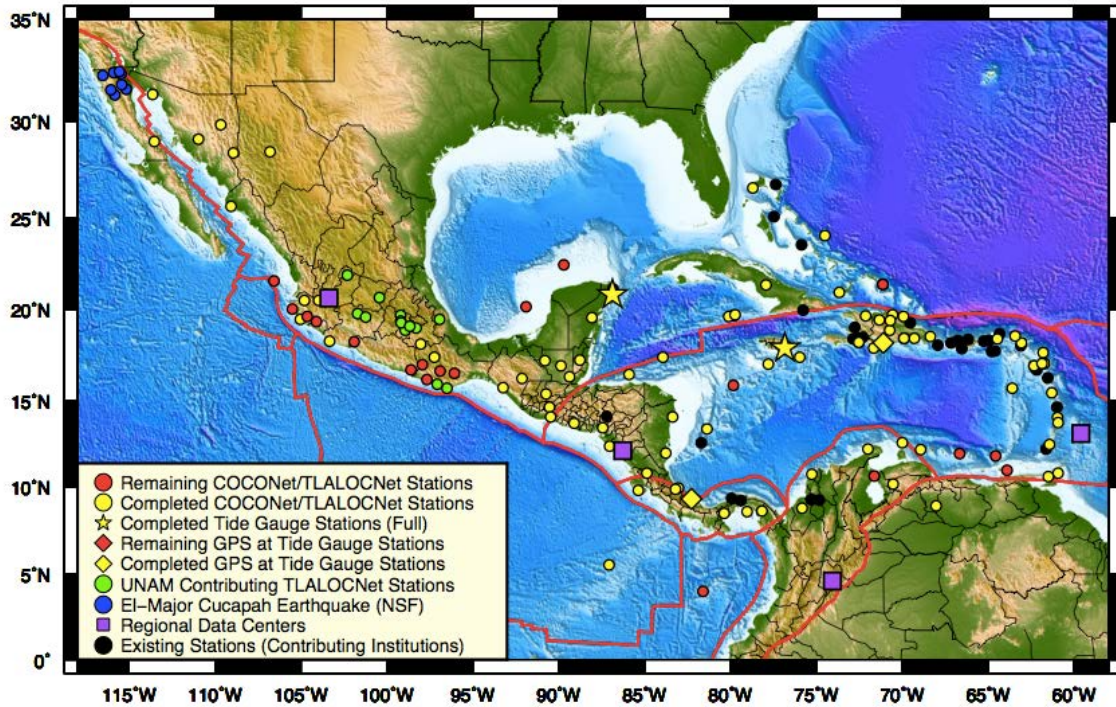 35˚N
30˚N
25˚N
20˚N
15˚N
10˚N
5˚N
0˚
Remaining COCONet/TLALOCNet Stations
Completed COCONet/TLALOCNet Stations
Completed Tide Gauge Stations (Full)
Remaining GPS at Tide Gauge Stations
Completed GPS at Tide Gauge Stations
UNAM Contributing TLALOCNet Stations
El–Major Cucapah Earthquake (NSF)
Regional Data Centers
Existing Stations (Contributing Institutions)
115˚W 110˚W 105˚W 100˚W 95˚W 90˚W 85˚W 80˚W 75˚W 70˚W 65˚W 60˚W